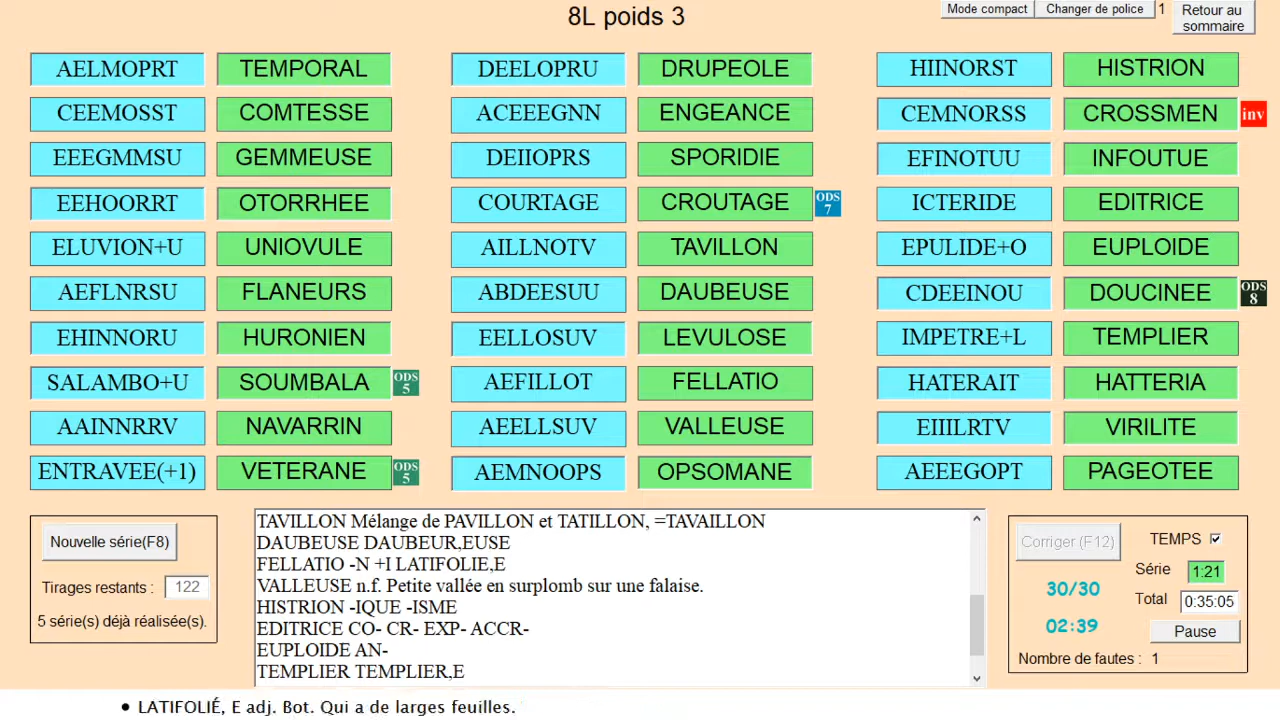 8L poids 3
Mode compact
Changer de police
1
Retour au
sommaire
AELMOPRT TEMPORAL DEELOPRU DRUPEOLE HIINORST HISTRION
CEEMOSST COMTESSE ACEEEGNN ENGEANCE CEMNORSS CROSSMEN inv
EEEGMMSU GEMMEUSE DEIIOPRS SPORIDIE EFINOTUU INFOUTUE
EEHOORRT OTORRHEE COURTAGE CROUTAGE ODS 7 ICTERIDE EDITRICE
ELUVION+U UNIOVULE AILLNOTV TAVILLON EPULIDE+O EUPLOIDE
AEFLNRSU FLANEURS ABDEESUU DAUBEUSE CDEEINOU DOUCINEE ODS 8
EHINNORU HURONIEN EELLOSUV LEVULOSE IMPETRE+L TEMPLIER
SALAMBO+U SOUMBALA ODS 5 AEFILLOT FELLATIO HATERAIT HATTERIA
AAINNRRV NAVARRIN AEELLSUV VALLEUSE EIIILRTV VIRILITE
ENTRAVEE(+1) VETERANE ODS 5 AEMNOOPS OPSOMANE AEEEGOPT PAGEOTEE
Nouvelle série(F8)
Tirages restants : 122
5 série(s) déjà réalisée(s).
TAVILLON Mélange de PAVILLON et TATILLON, =TAVAILLON
DAUBEUSE DAUBEUR,EUSE
FELLATIO -N +I LATIFOLIE,E
VALLEUSE n.f. Petite vallée en surplomb sur une falaise.
HISTRION -IQUE -ISME
EDITRICE CO- CR- EXP- ACCR-
EUPLOIDE AN-
TEMPLIER TEMPLIER,E
Corriger (F12)
TEMPS
Série 1:21
30/30
Total 0:35:05
02:39
Pause
Nombre de fautes : 1
• LATIFOLIÉ, E adj. Bot. Qui a de larges feuilles.